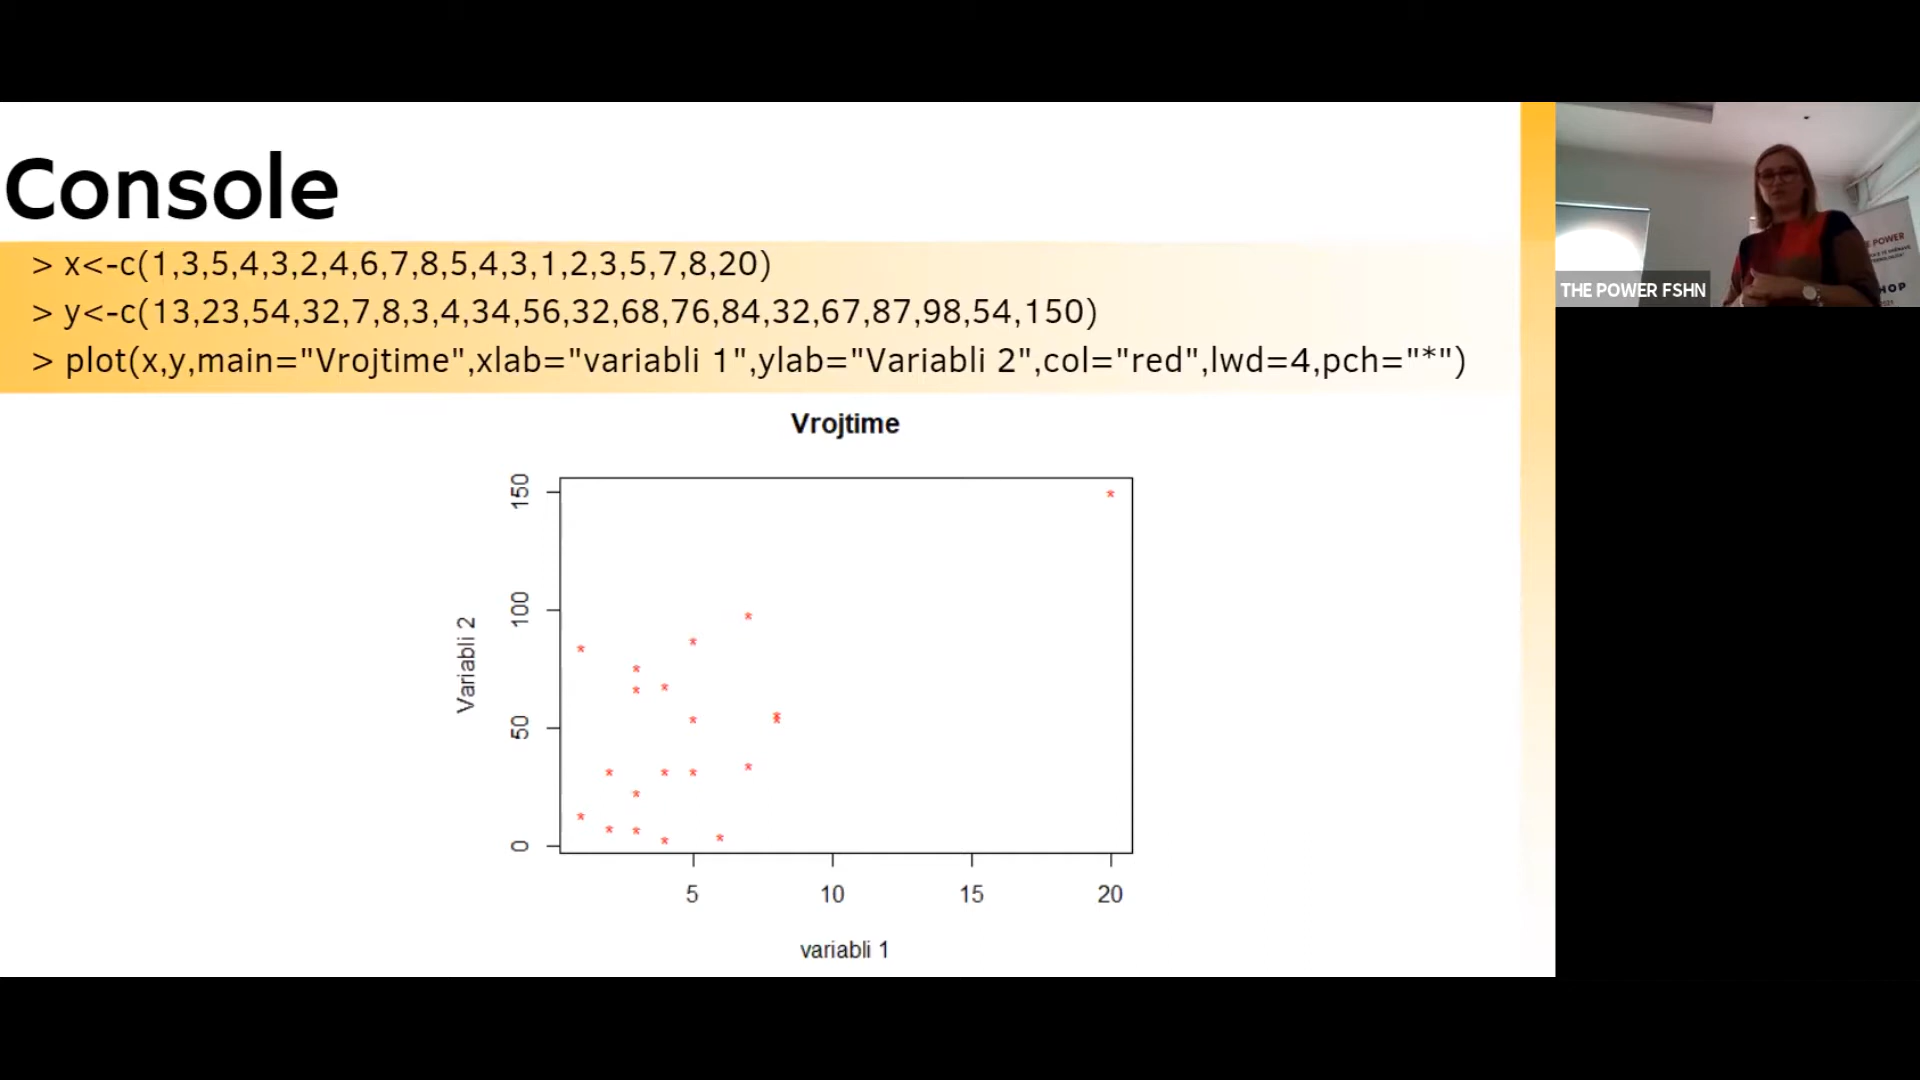 Console
> x<-c(1,3,5,4,3,2,4,6,7,8,5,4,3,1,2,3,5,7,8,20)
> y<-c(13,23,54,32,7,8,3,4,34,56,32,68,76,84,32,67,87,98,54,150)
> plot(x,y,main="Vrojtime",xlab="variabli 1",ylab="Variabli 2",col="red",lwd=4,pch="*")
Vrojtime
150
100
50
0
Variabli 2
5 10 15 20
variabli 1
POWER
THE POWER FSHN